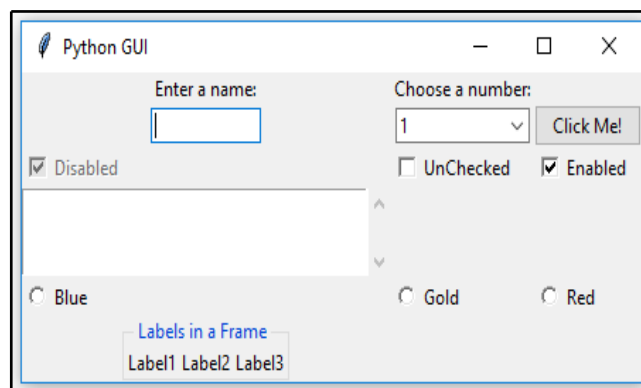 Python GUI
Enter a name: Choose a number:
1 Click Me!
Disabled UnChecked Enabled
Blue Gold Red
Labels in a Frame
Label1 Label2 Label3